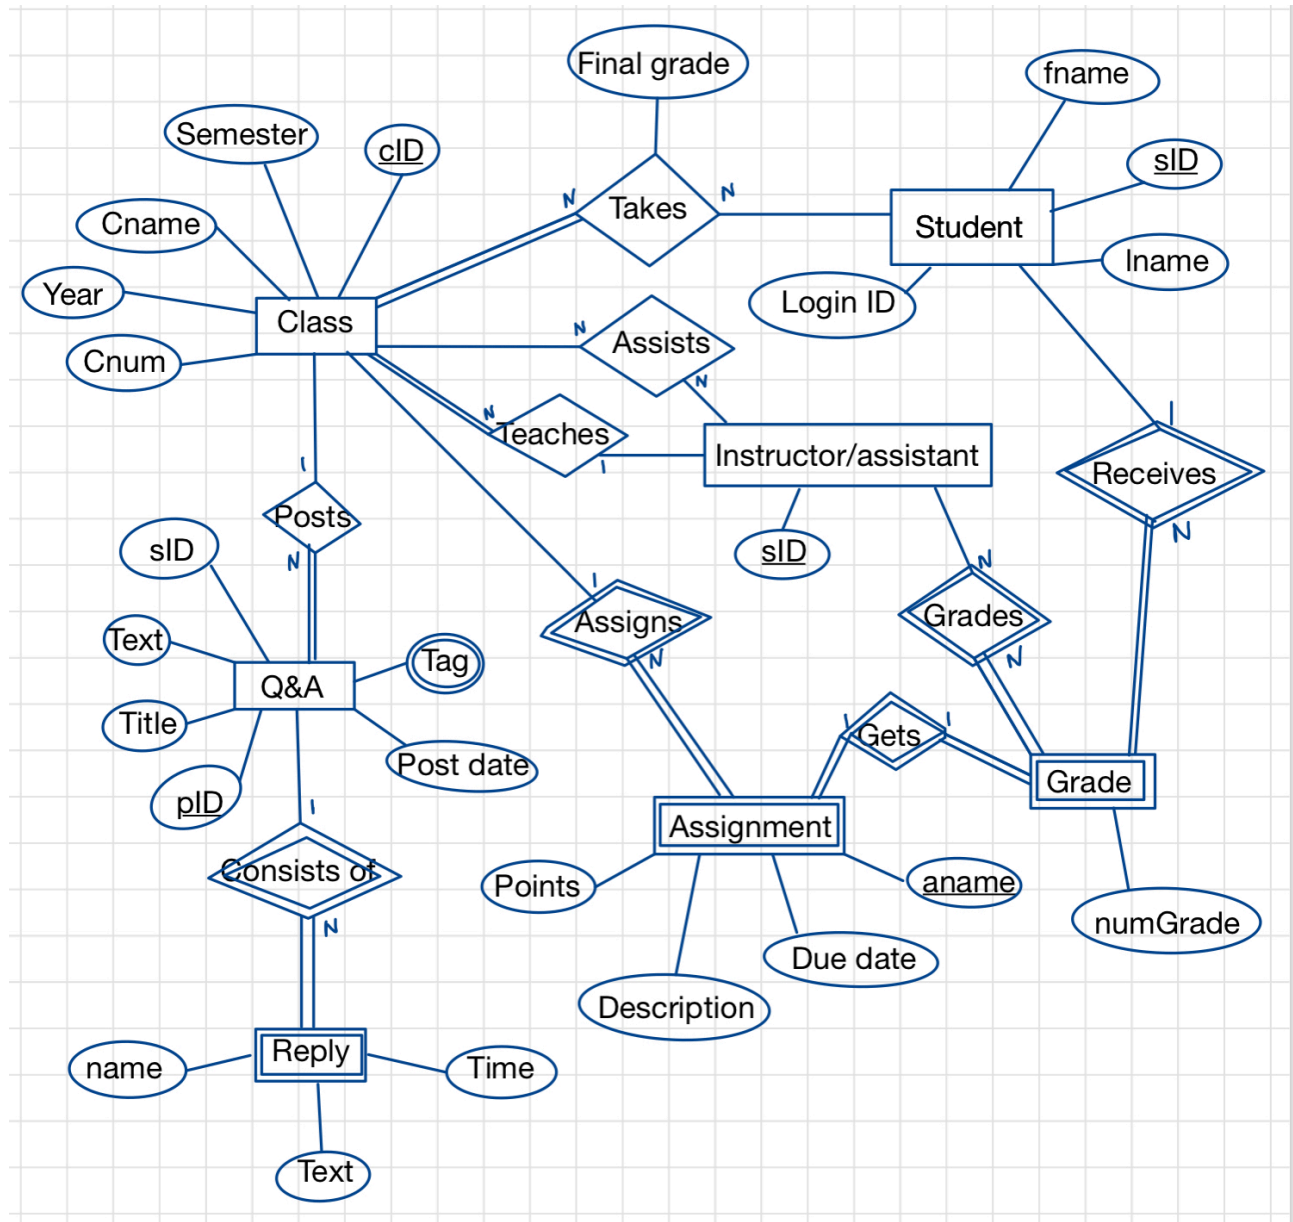 Final grade
fname
Semester
cID
sID
Cname
N
Takes
N
Student
lname
Year
Login ID
Class
N
Assists
Cnum
N
N
Teaches
1
Instructor/assistant
1
Receives
N
1
Posts
N
sID
sID
N
Grades
N
1
Assigns
N
Text
Tag
Q&A
Title
Post date
pID
1
Gets
1
Grade
1
Consists of
N
Assignment
Points
aname
numGrade
Due date
Description
Reply
name
Time
Text